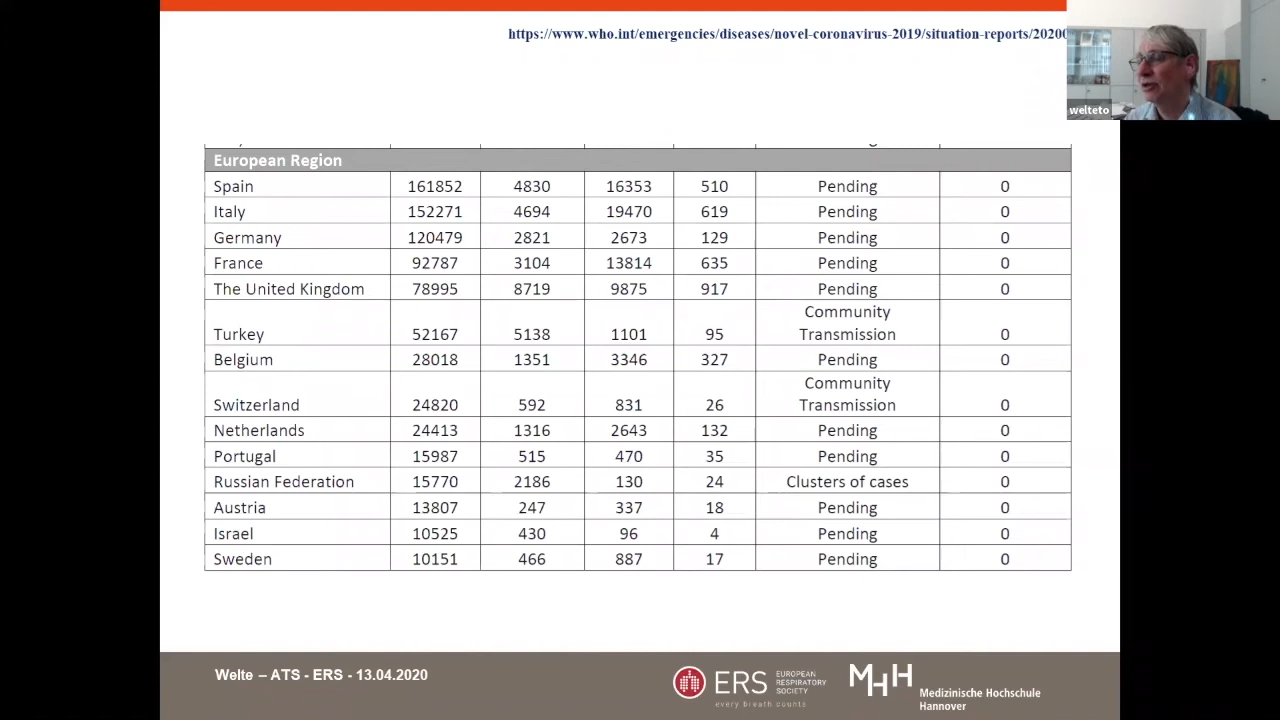 https://www.who.int/emergencies/diseases/novel-coronavirus-2019/situation-reports/2020
welteto
European Region
Spain 161852 4830 16353 510 Pending 0
Italy 152271 4694 19470 619 Pending 0
Germany 120479 2821 2673 129 Pending 0
France 92787 3104 13814 635 Pending 0
The United Kingdom 78995 8719 9875 917 Pending 0
Community
Turkey 52167 5138 1101 95 Transmission 0
Belgium 28018 1351 3346 327 Pending 0
Community
Switzerland 24820 592 831 26 Transmission 0
Netherlands 24413 1316 2643 132 Pending 0
Portugal 15987 515 470 35 Pending 0
Russian Federation 15770 2186 130 24 Clusters of cases 0
Austria 13807 247 337 18 Pending 0
Israel 10525 430 96 4 Pending 0
Sweden 10151 466 887 17 Pending 0
Welte – ATS - ERS - 13.04.2020
ERS
EUROPEAN
RESPIRATORY
SOCIETY
every breath counts
MHH
Medizinische Hochschule
Hannover